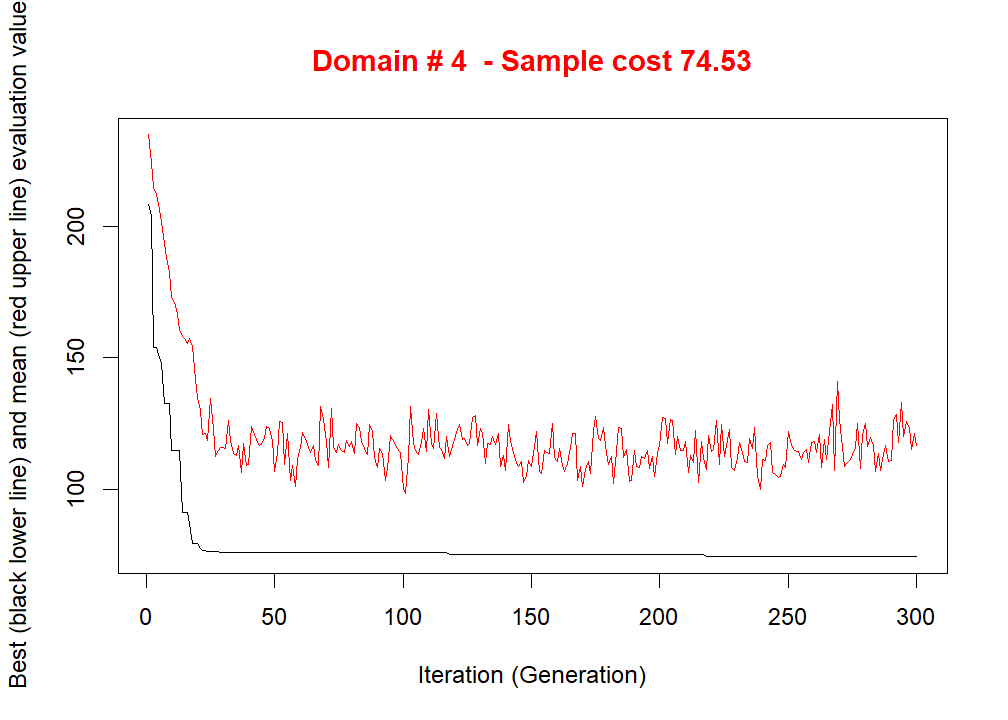 Domain # 4  - Sample cost 74.53
Best (black lower line) and mean (red upper line) evaluation value
200
150
100
0 50 100 150 200 250 300
Iteration (Generation)